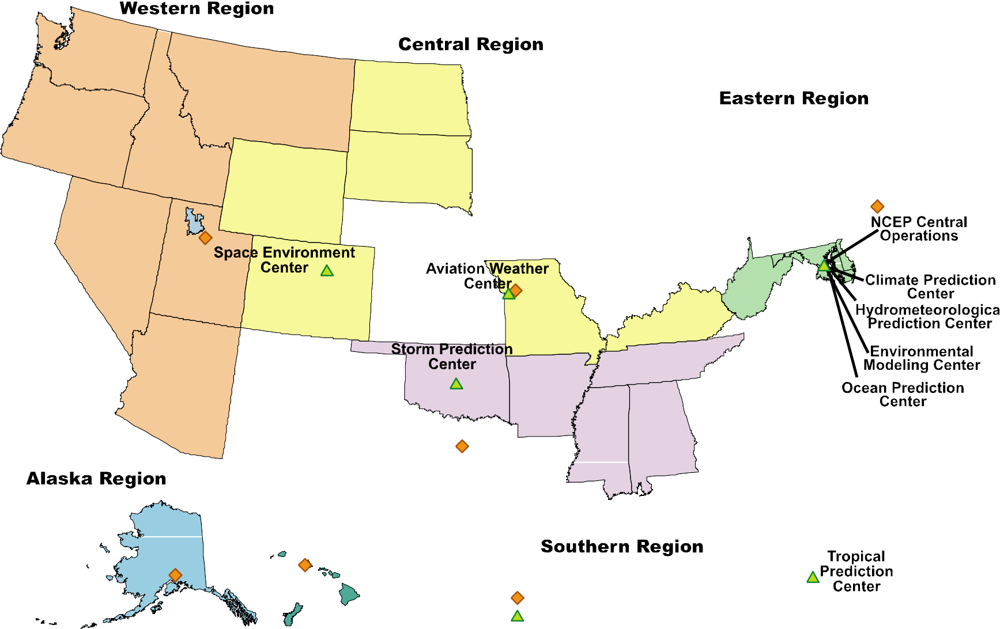 Western Region
Central Region
Eastern Region
NCEP Central
Operations
Space Environment
Center
Aviation Weather
Center
Climate Prediction
Center
Hydrometeorologica
Prediction Center
Storm Prediction
Center
Environmental
Modeling Center
Ocean Prediction
Center
Alaska Region
Southern Region
Tropical
Prediction
Center